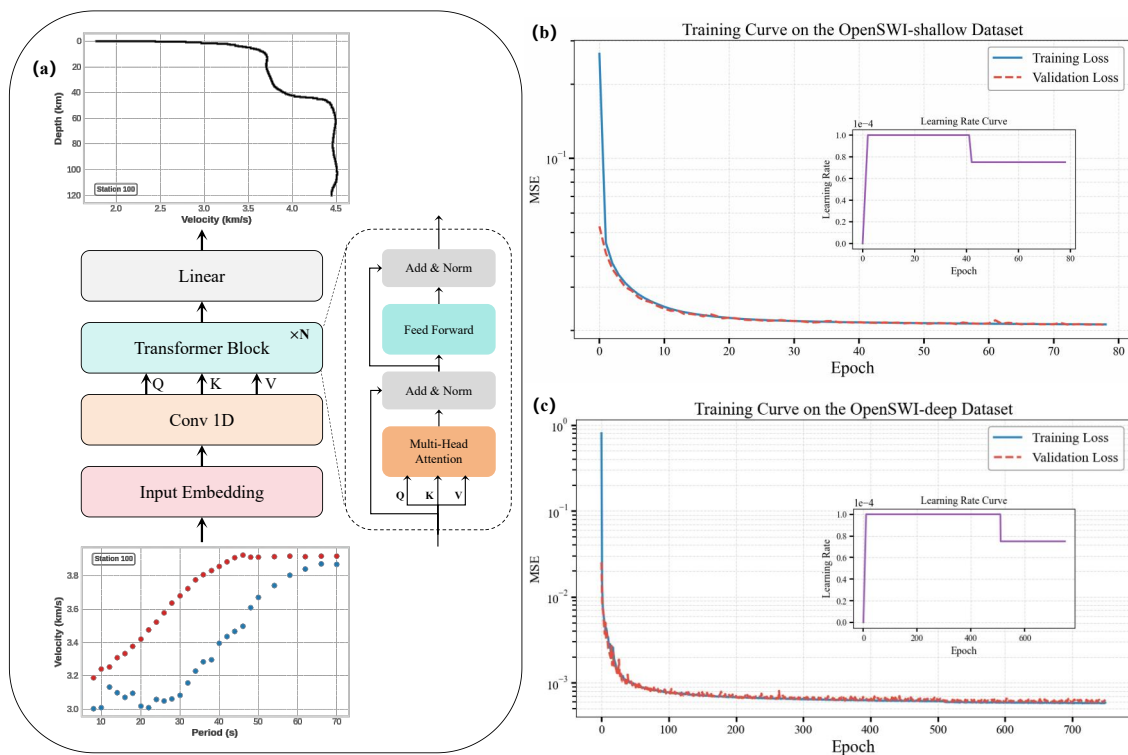 (a)
0
20
40
60
80
100
120
Depth (km)
Station 100
2.0
2.5
3.0
3.5
4.0
4.5
Velocity (km/s)
Linear
×N
Transformer Block
Q
K
V
Conv 1D
Input Embedding
Station 100
3.8
3.6
3.4
3.2
3.0
Velocity (km/s)
10
20
30
40
50
60
70
Period (s)
Add & Norm
Feed Forward
Add & Norm
Multi-Head
Attention
Q
K
V
(b)
Training Curve on the OpenSWI-shallow Dataset
Training Loss
Validation Loss
10⁻¹
MSE
0
10
20
30
40
50
60
70
80
Epoch
Learning Rate Curve
1e−4
1.0
0.8
0.6
0.4
0.2
0.0
Learning Rate
0
20
40
60
80
Epoch
(c)
Training Curve on the OpenSWI-deep Dataset
Training Loss
Validation Loss
10⁰
10⁻¹
10⁻²
10⁻³
MSE
0
100
200
300
400
500
600
700
Epoch
Learning Rate Curve
1e−4
1.0
0.8
0.6
0.4
0.2
0.0
Learning Rate
0
200
400
600
Epoch